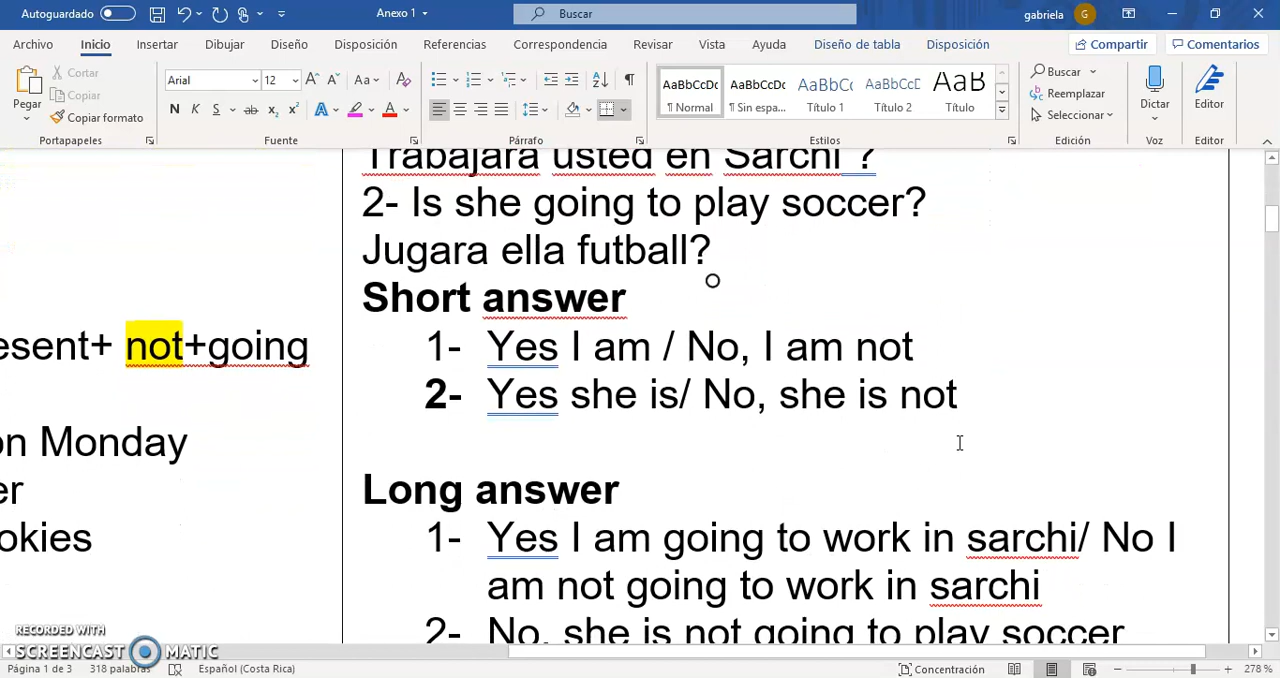 Autoguardado
Anexo 1
Buscar
gabriela
G
Archivo
Inicio
Insertar
Dibujar
Diseño
Disposición
Referencias
Correspondencia
Revisar
Vista
Ayuda
Diseño de tabla
Disposición
Compartir
Comentarios
Pegar
Cortar
Copiar
Copiar formato
Portapapeles
Arial
12
Aa
N K S ab x₂ x²
Fuente
Párrafo
AaBbCcDc
¶ Normal
AaBbCcDc
¶ Sin espa...
AaBbCc
Título 1
AaBbCcD
Título 2
AaB
Título
Estilos
Buscar
Reemplazar
Seleccionar
Edición
Dictar
Voz
Editor
Editor
Trabajara usted en Sarchi ?
2- Is she going to play soccer?
Jugara ella futball?
Short answer
1- Yes I am / No, I am not
2- Yes she is/ No, she is not
Long answer
1- Yes I am going to work in sarchi/ No I
am not going to work in sarchi
2- No, she is not going to play soccer
esent+ not+going
on Monday
er
okies
RECORDED WITH
SCREENCAST MATIC
Página 1 de 3
318 palabras
Español (Costa Rica)
Concentración
278 %